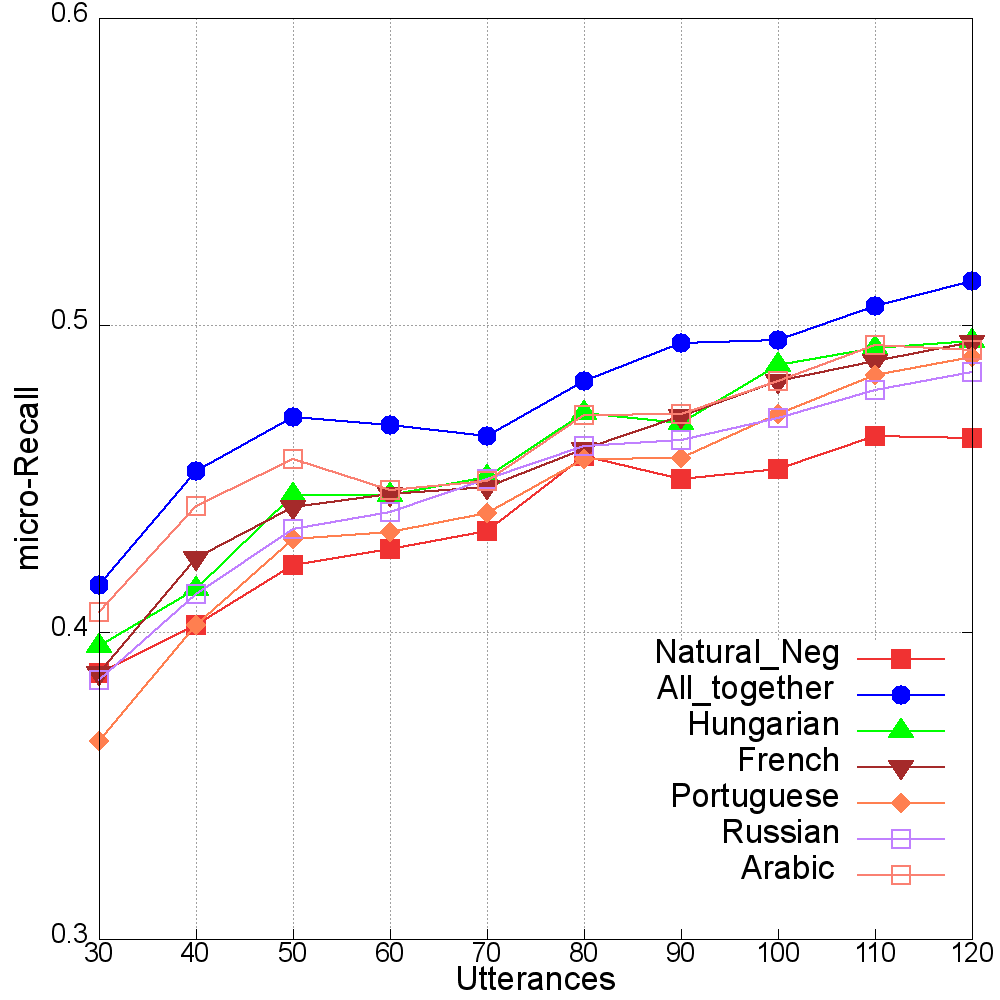 0.6
0.5
0.4
0.3
micro-Recall
Natural_Neg
All_together
Hungarian
French
Portuguese
Russian
Arabic
30 40 50 60 70 80 90 100 110 120
Utterances